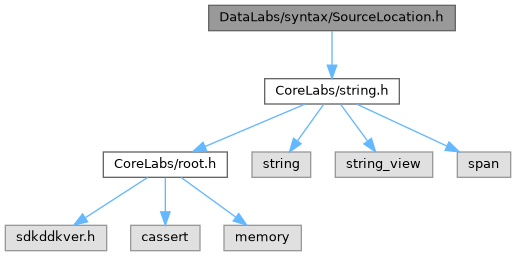 DataLabs/syntax/SourceLocation.h
CoreLabs/string.h
CoreLabs/root.h
string
string_view
span
sdkddkver.h
cassert
memory